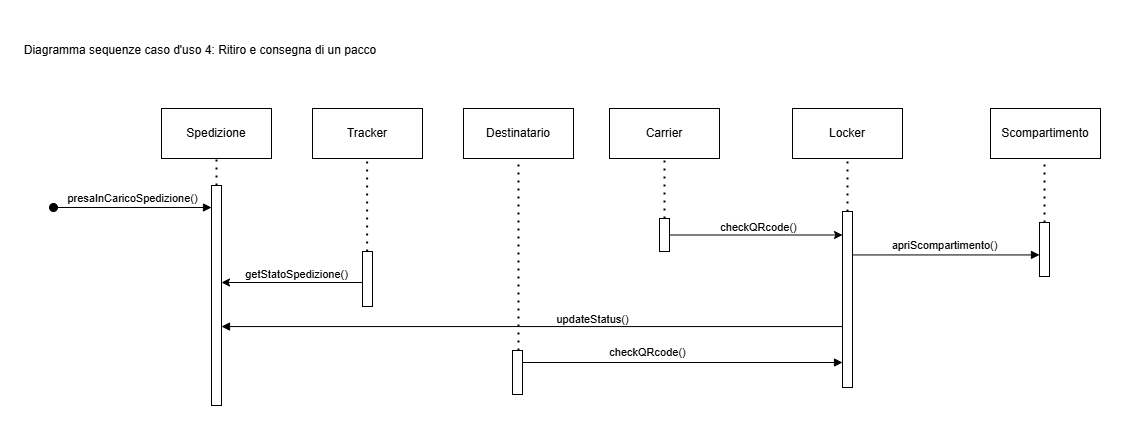 Diagramma sequenze caso d'uso 4: Ritiro e consegna di un pacco
Spedizione
Tracker
Destinatario
Carrier
Locker
Scompartimento
presaInCaricoSpedizione()
checkQRcode()
apriScompartimento()
getStatoSpedizione()
updateStatus()
checkQRcode()